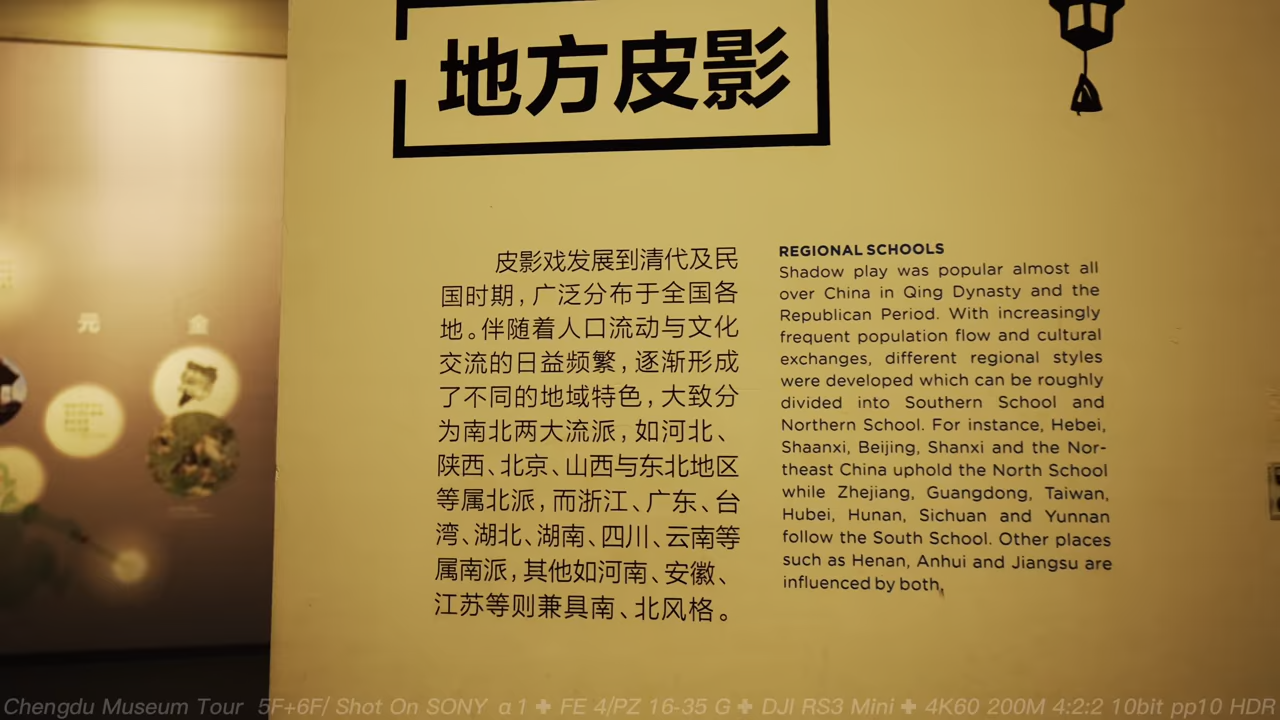 地方皮影
皮影戏发展到清代及民
国时期,广泛分布于全国各
地。伴随着人口流动与文化
交流的日益频繁,逐渐形成
了不同的地域特色,大致分
为南北两大流派,如河北、
陕西、北京、山西与东北地区
等属北派,而浙江、广东、台
湾、湖北、湖南、四川、云南等
属南派,其他如河南、安徽、
江苏等则兼具南、北风格。
REGIONAL SCHOOLS
Shadow play was popular almost all
over China in Qing Dynasty and the
Republican Period. With increasingly
frequent population flow and cultural
exchanges, different regional styles
were developed which can be roughly
divided into Southern School and
Northern School. For instance, Hebei,
Shaanxi, Beijing, Shanxi and the Nor-
theast China uphold the North School
while Zhejiang, Guangdong, Taiwan,
Hubei, Hunan, Sichuan and Yunnan
follow the South School. Other places
such as Henan, Anhui and Jiangsu are
influenced by both,
元
金
Chengdu Museum Tour 5F+6F/ Shot On SONY α1 ✚ FE 4/PZ 16-35 G ✚ DJI RS3 Mini ✚ 4K60 200M 4:2:2 10bit pp10 HDR